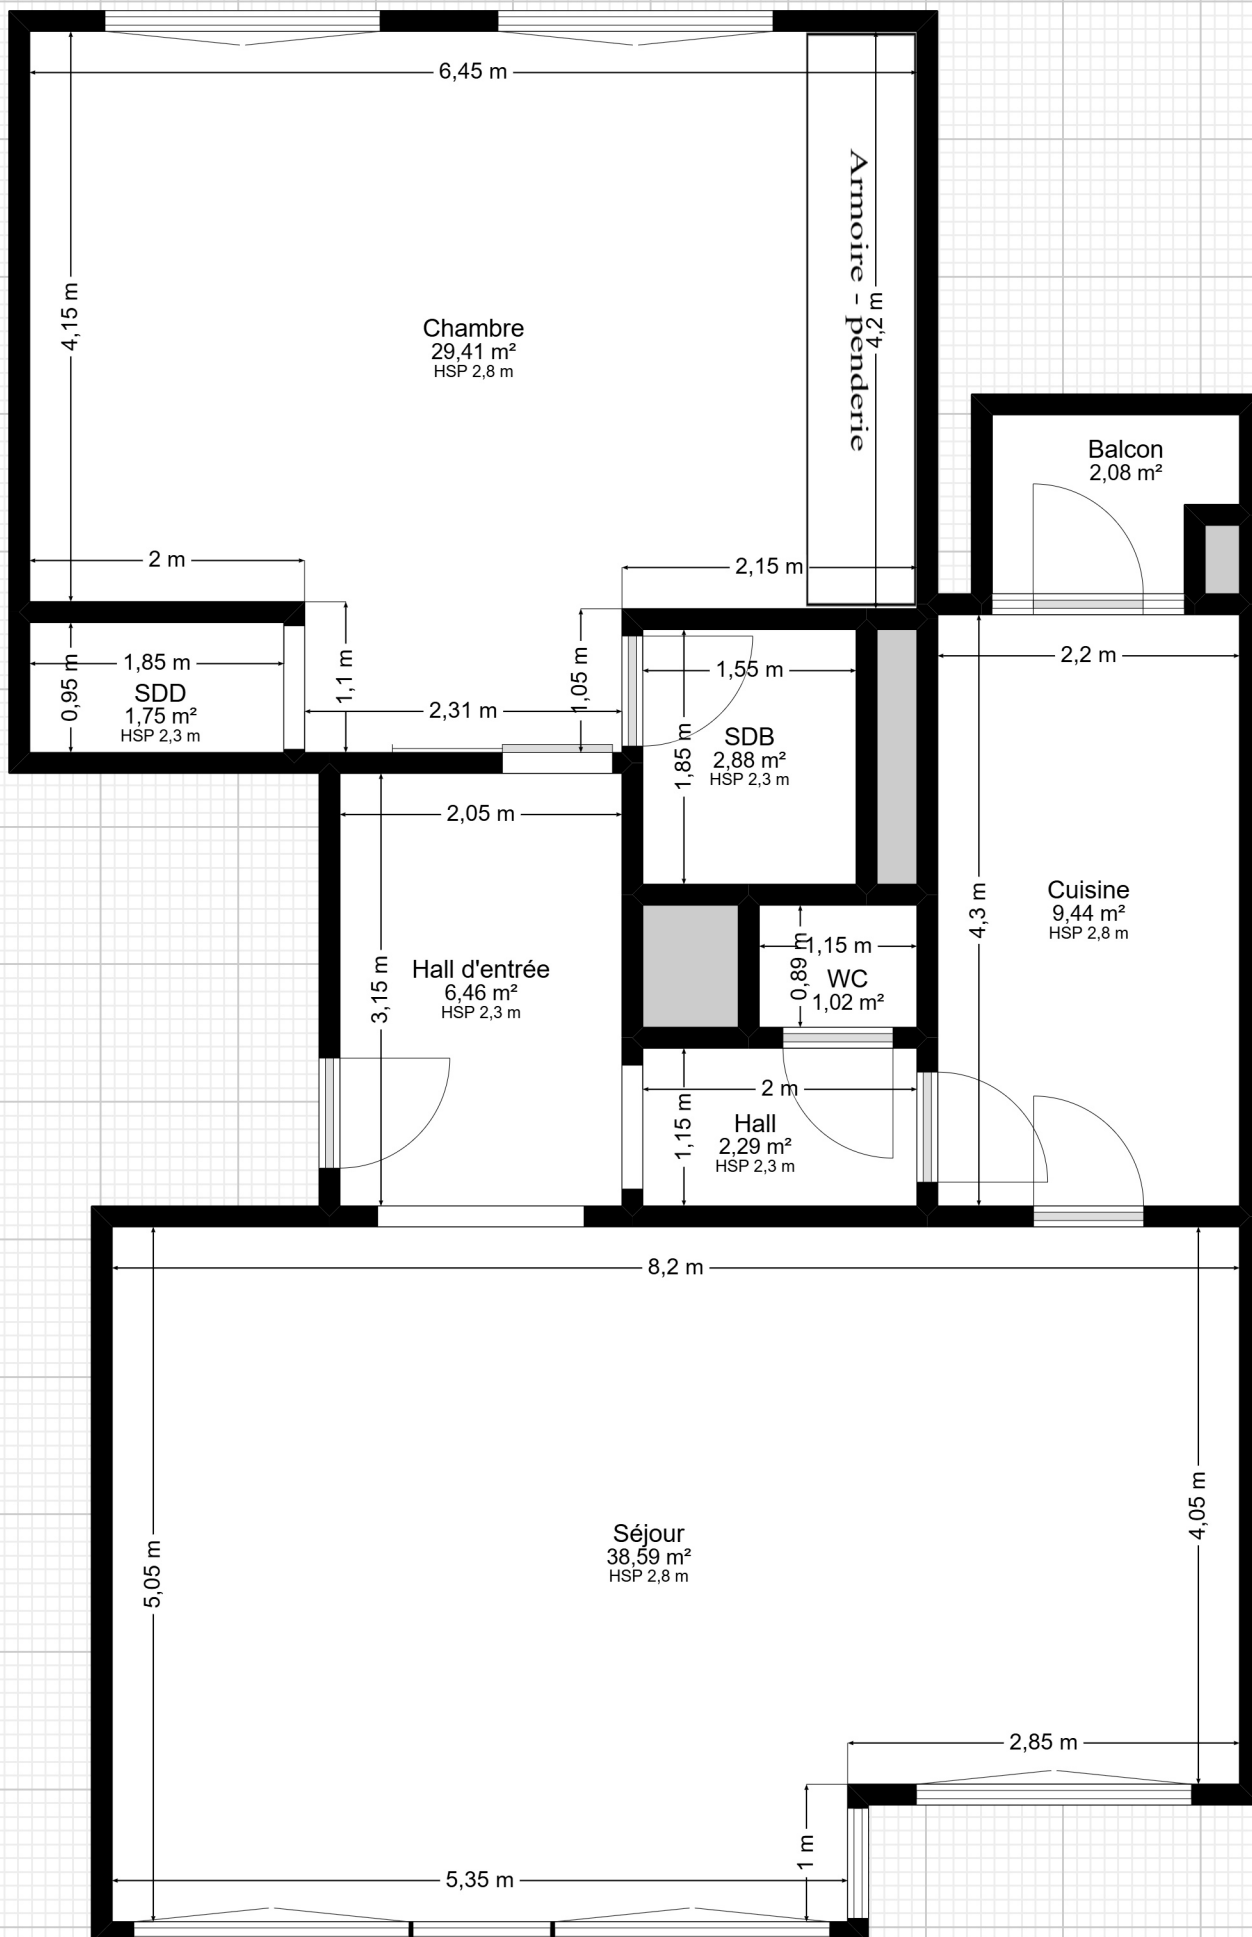 6,45 m
4,15 m
Armoire - penderie
4,2 m
Chambre
29,41 m²
HSP 2,8 m
Balcon
2,08 m²
2 m
2,15 m
1,85 m
0,95 m
SDD
1,75 m²
HSP 2,3 m
1,1 m
2,31 m
1,05 m
1,55 m
1,85 m
SDB
2,88 m²
HSP 2,3 m
2,2 m
2,05 m
4,3 m
Cuisine
9,44 m²
HSP 2,8 m
3,15 m
Hall d'entrée
6,46 m²
HSP 2,3 m
1,15 m
0,89 m
WC
1,02 m²
2 m
1,15 m
Hall
2,29 m²
HSP 2,3 m
8,2 m
5,05 m
4,05 m
Séjour
38,59 m²
HSP 2,8 m
2,85 m
1 m
5,35 m